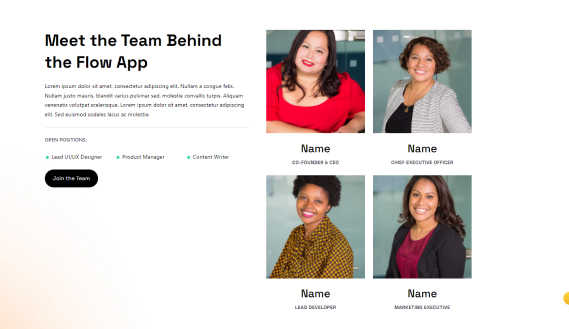 Meet the Team Behind
the Flow App
Lorem ipsum dolor sit amet, consectetur adipiscing elit. Nullam a congue felis.
Nullam justo mauris, blandit varius pulvinar sed, molestie convallis turpis. Aliquam
venenatis volutpat scelerisque. Lorem ipsum dolor sit amet, consectetur adipiscing
elit. Sed euismod sodales lacus ac molestie.
OPEN POSITIONS:
Lead UI/UX Designer
Product Manager
Content Writer
Join the Team
Name
CO-FOUNDER & CEO
Name
CHIEF EXECUTIVE OFFICER
Name
LEAD DEVELOPER
Name
MARKETING EXECUTIVE